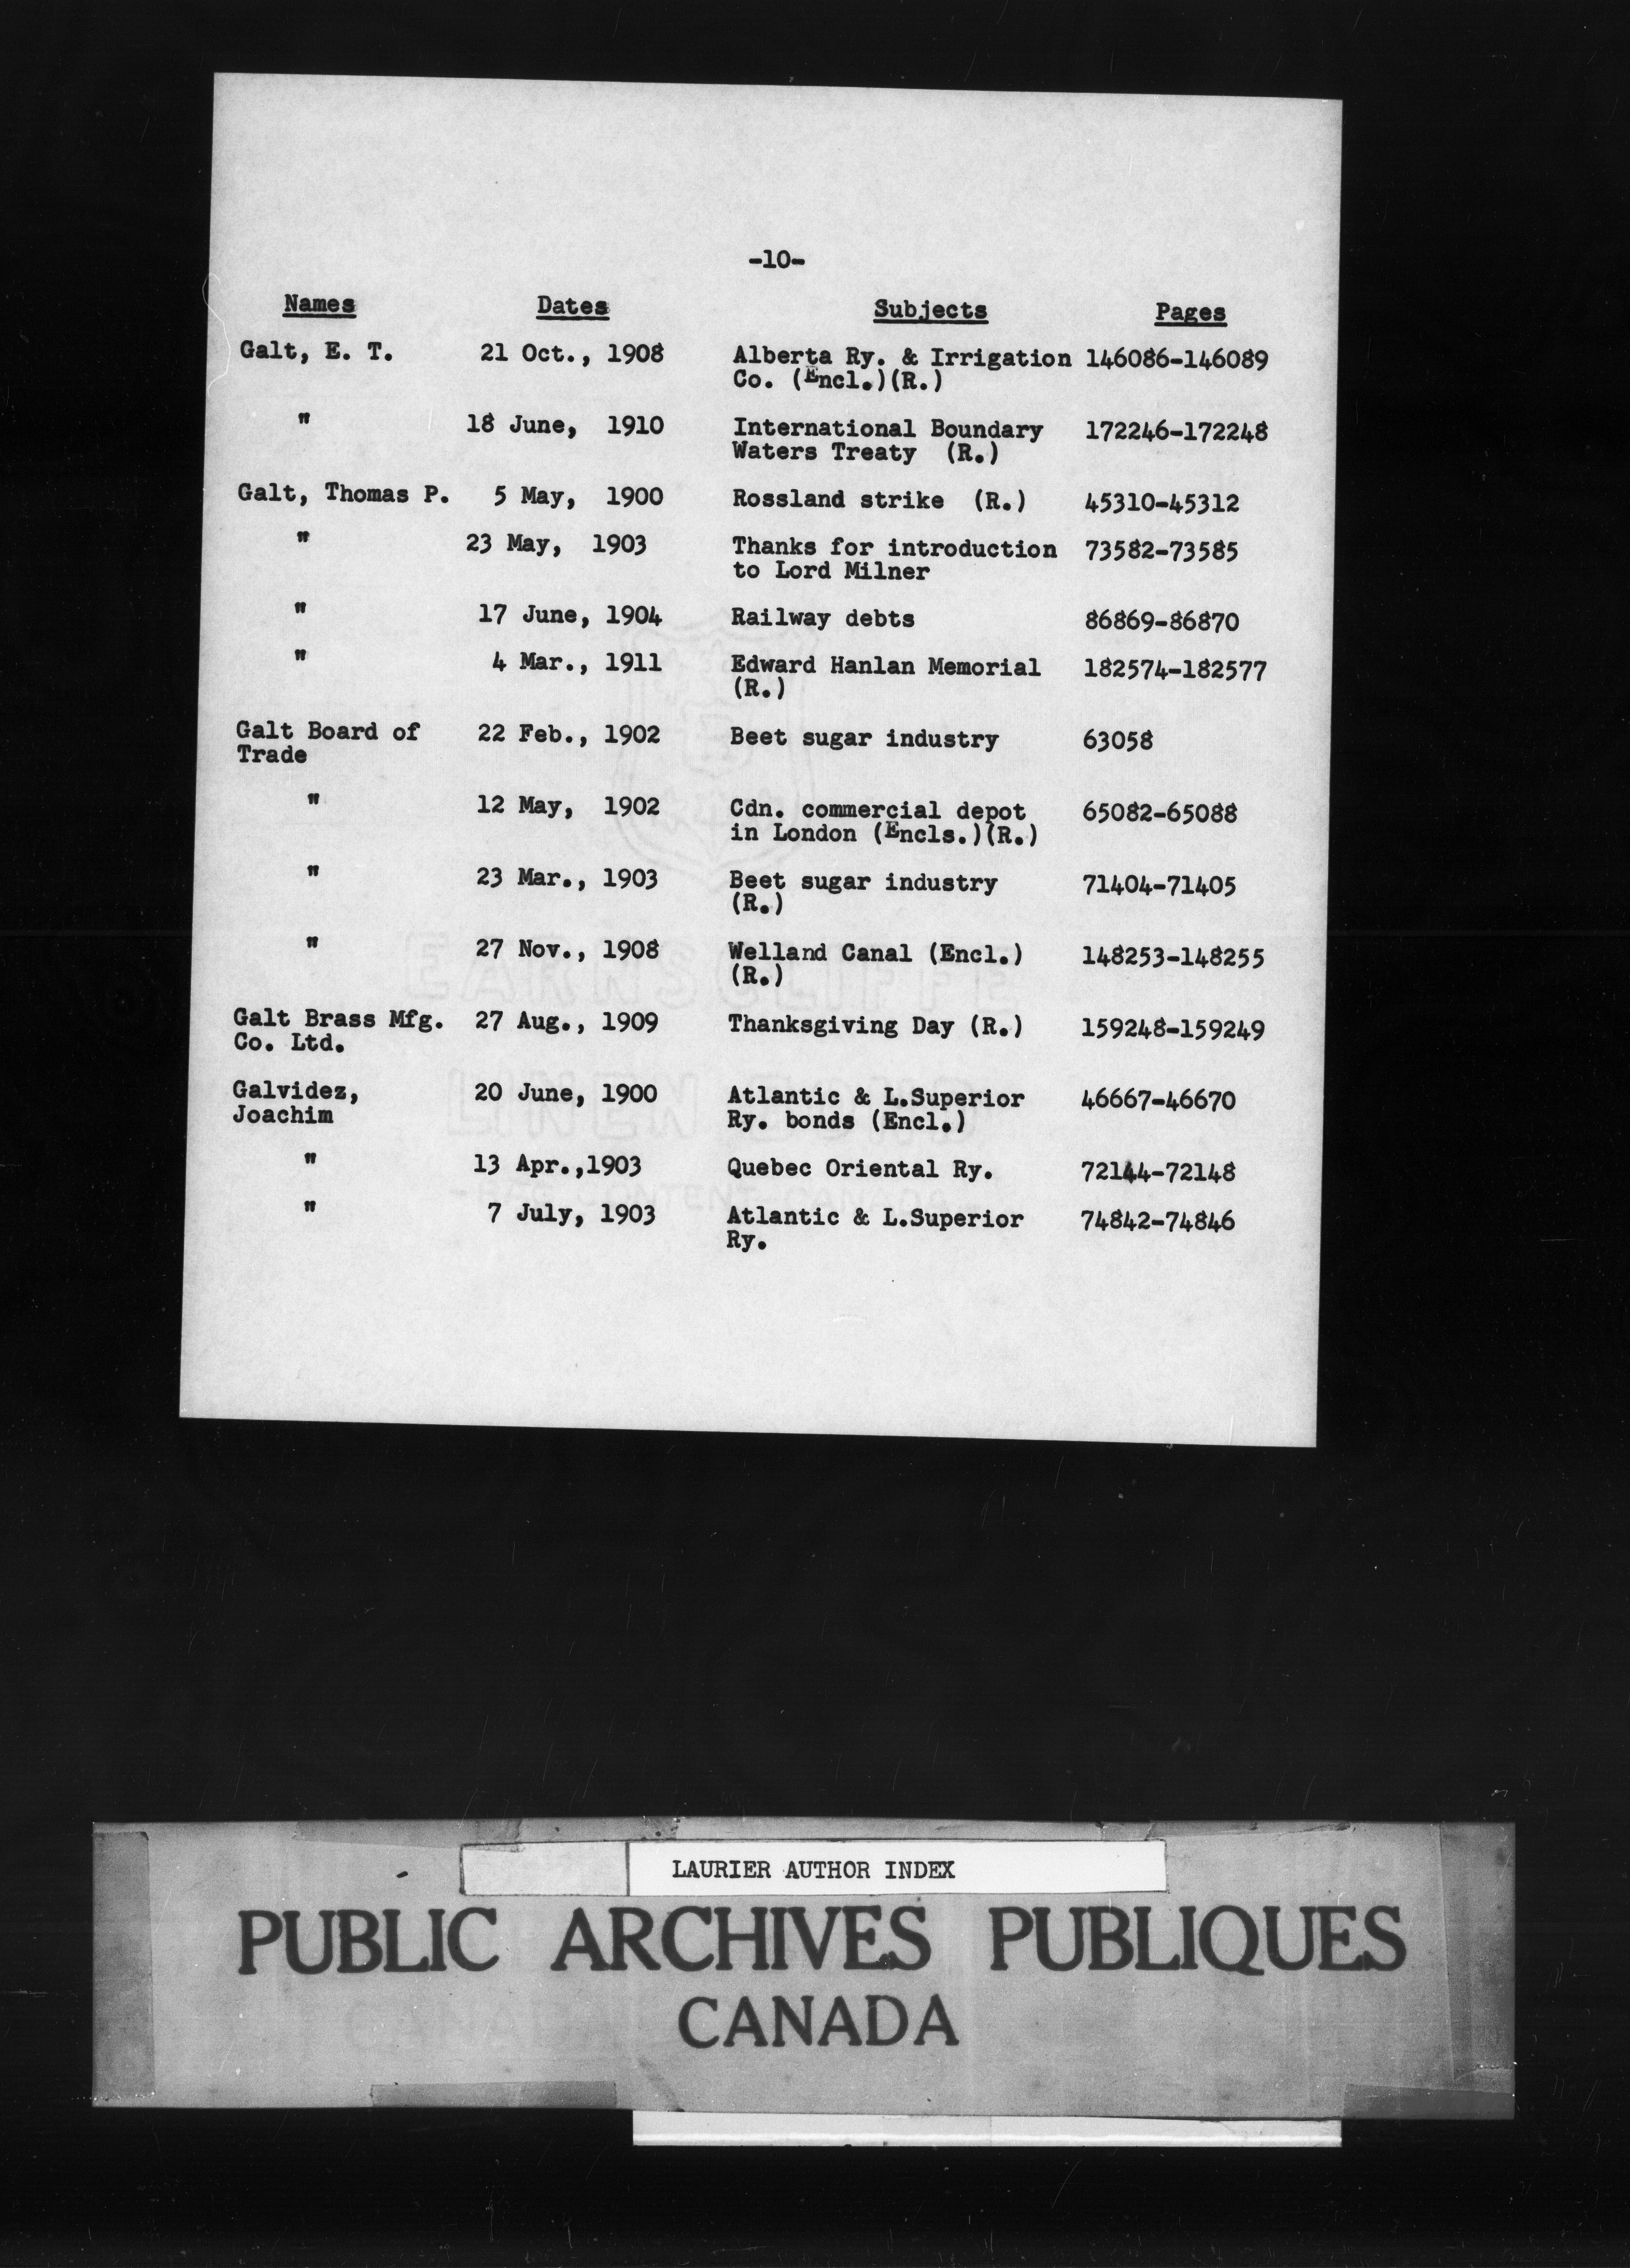 -10-
Names Dates Subjects Pages
Galt, E. T. 21 Oct., 1908 Alberta Ry. & Irrigation 146086-146089
Co. (Encl.)(R.)
" 18 June, 1910 International Boundary 172246-172248
Waters Treaty (R.)
Galt, Thomas P. 5 May, 1900 Rossland strike (R.) 45310-45312
" 23 May, 1903 Thanks for introduction 73582-73585
to Lord Milner
" 17 June, 1904 Railway debts 86869-86870
" 4 Mar., 1911 Edward Hanlan Memorial 182574-182577
(R.)
Galt Board of 22 Feb., 1902 Beet sugar industry 63058
Trade
" 12 May, 1902 Cdn. commercial depot 65082-65088
in London (Encls.)(R.)
" 23 Mar., 1903 Beet sugar industry 71404-71405
(R.)
" 27 Nov., 1908 Welland Canal (Encl.) 148253-148255
(R.)
Galt Brass Mfg. 27 Aug., 1909 Thanksgiving Day (R.) 159248-159249
Co. Ltd.
Galvidez, 20 June, 1900 Atlantic & L.Superior 46667-46670
Joachim Ry. bonds (Encl.)
" 13 Apr.,1903 Quebec Oriental Ry. 72144-72148
" 7 July, 1903 Atlantic & L.Superior 74842-74846
Ry.
EARNSCLIFFE
LINEN
LAURIER AUTHOR INDEX
PUBLIC ARCHIVES PUBLIQUES
CANADA